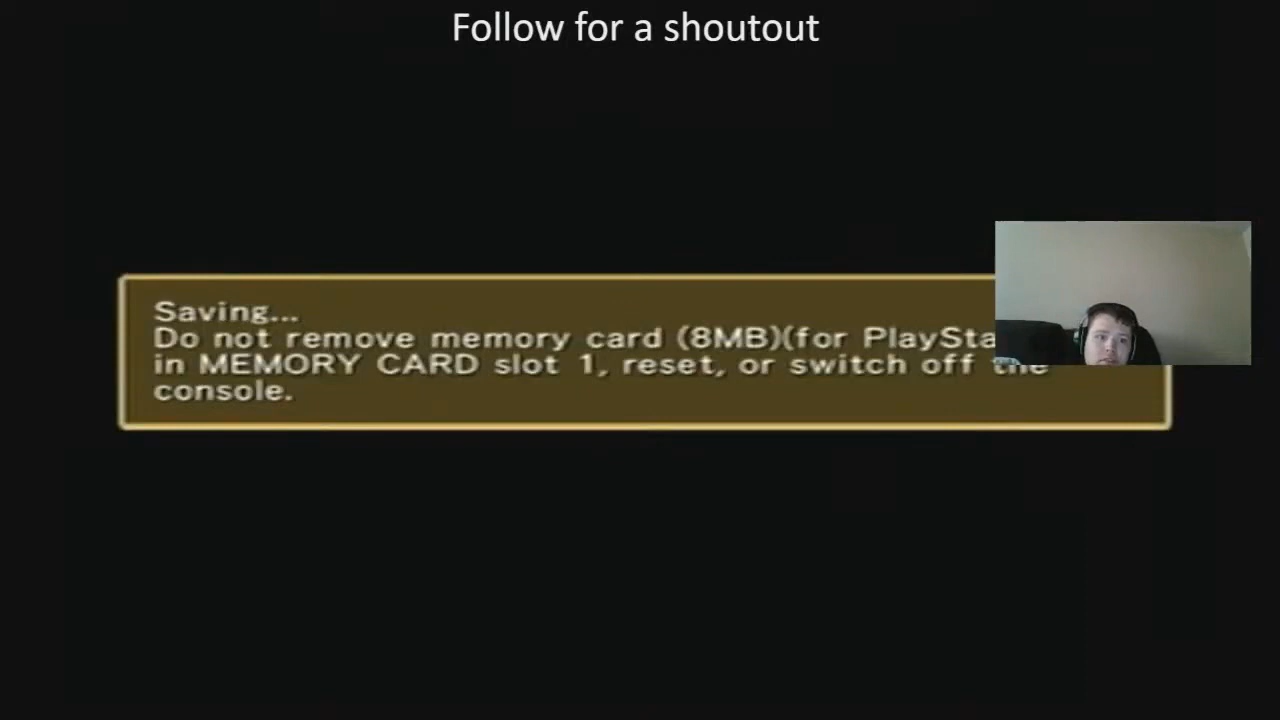 Follow for a shoutout
Saving...
Do not remove memory card (8MB)(for PlaySta
in MEMORY CARD slot 1, reset, or switch off the
console.